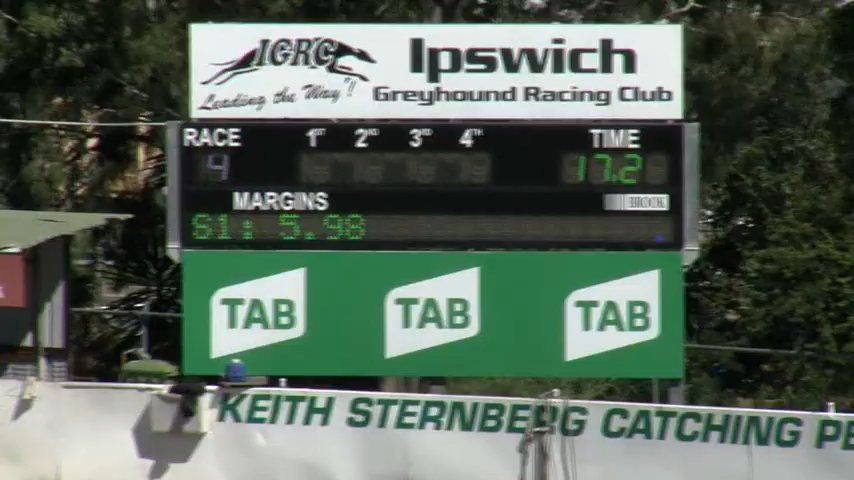 IGRC
Leading the Way"!
Ipswich
Greyhound Racing Club
RACE 1ST 2ND 3RD 4TH TIME
4 17.2
MARGINS BROOK
S1: 5.98
TAB TAB TAB
KEITH STERNBERG CATCHING PE